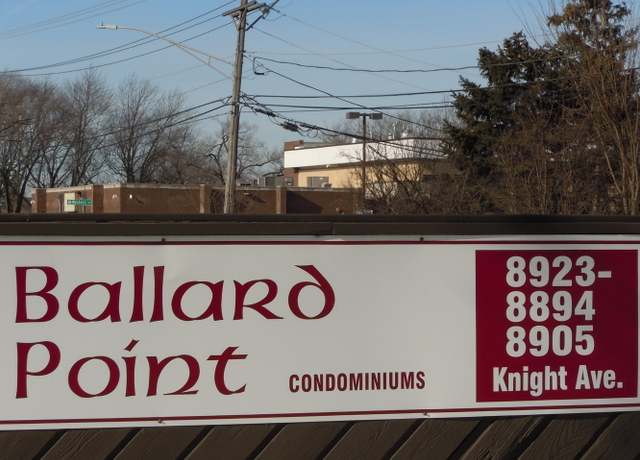 Ballard
Point
CONDOMINIUMS
8923-
8894
8905
Knight Ave.